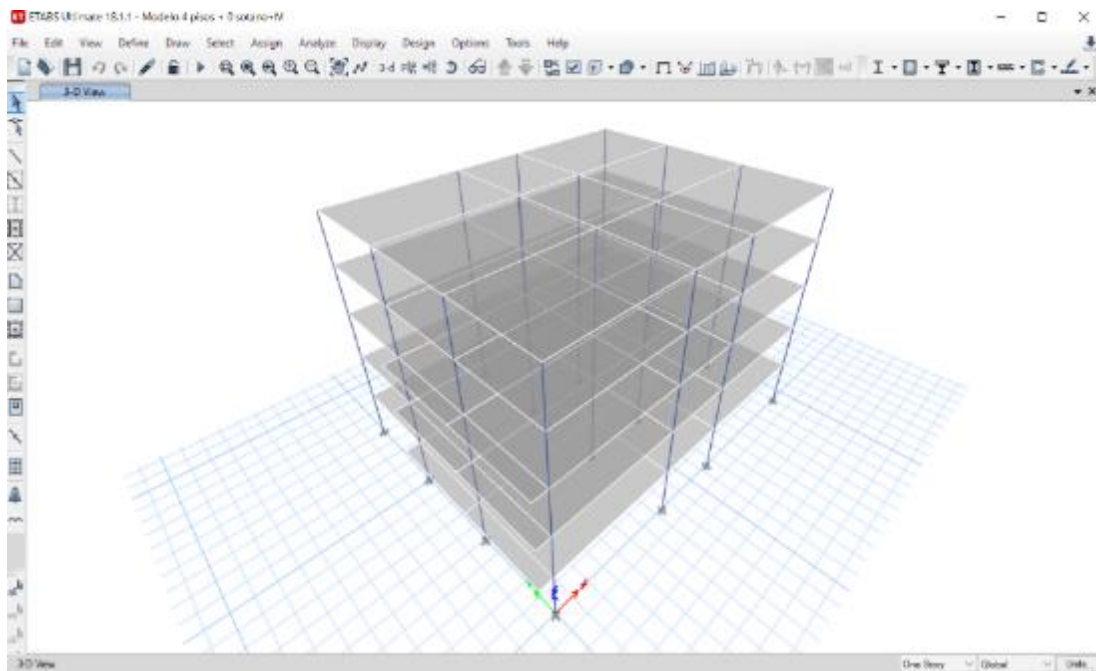 ETABS Ultimate 18.1.1 - Modelo 4 pisos + 0 sotano+IV
File Edit View Define Draw Select Assign Analyze Display Design Options Tools Help
3-d
3-D View
3-D View One Story Global Units